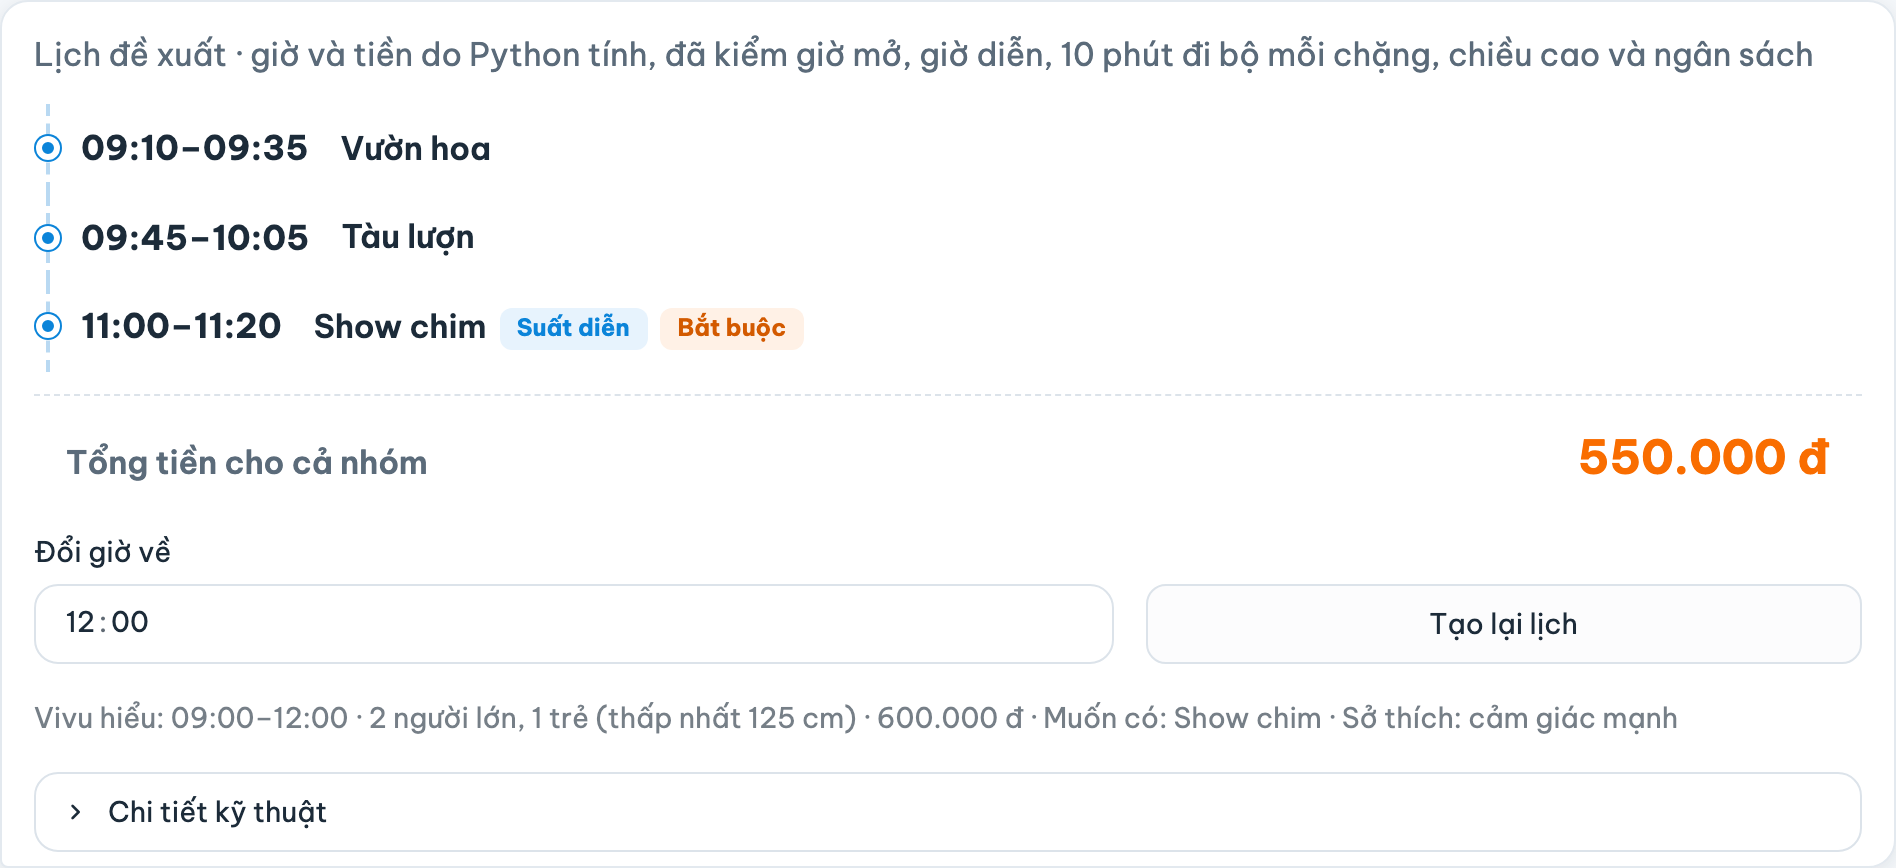 Lịch đề xuất · giờ và tiền do Python tính, đã kiểm giờ mở, giờ diễn, 10 phút đi bộ mỗi chặng, chiều cao và ngân sách
09:10–09:35 Vườn hoa
09:45–10:05 Tàu lượn
11:00–11:20 Show chim Suất diễn Bắt buộc
Tổng tiền cho cả nhóm 550.000 đ
Đổi giờ về
12:00 Tạo lại lịch
Vivu hiểu: 09:00–12:00 · 2 người lớn, 1 trẻ (thấp nhất 125 cm) · 600.000 đ · Muốn có: Show chim · Sở thích: cảm giác mạnh
Chi tiết kỹ thuật